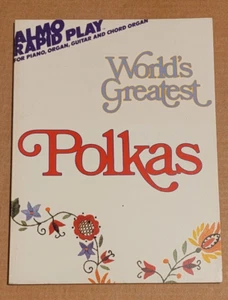 ALMO
RAPID PLAY
FOR PIANO, ORGAN, GUITAR AND CHORD ORGAN
World's
Greatest
Polkas